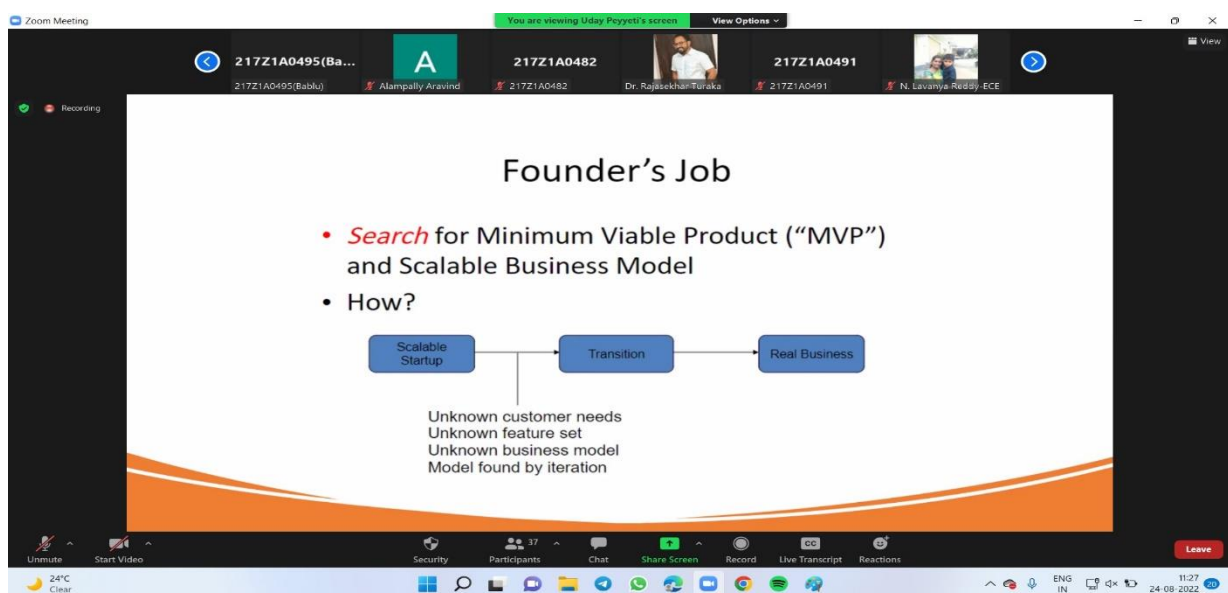 Zoom Meeting
You are viewing Uday Peyyeti's screen View Options
View
217Z1A0495(Ba... A 217Z1A0482 217Z1A0491
217Z1A0495(Bablu) Alampally Aravind 217Z1A0482 Dr. Rajasekhar Turaka 217Z1A0491 N. Lavanya Reddy-ECE
Recording
Founder's Job
• Search for Minimum Viable Product ("MVP")
and Scalable Business Model
• How?
Scalable
Startup
Transition
Real Business
Unknown customer needs
Unknown feature set
Unknown business model
Model found by iteration
Unmute Start Video Security Participants 37 Chat Share Screen Record CC Live Transcript Reactions Leave
24°C
Clear
ENG
IN
11:27
24-08-2022
20